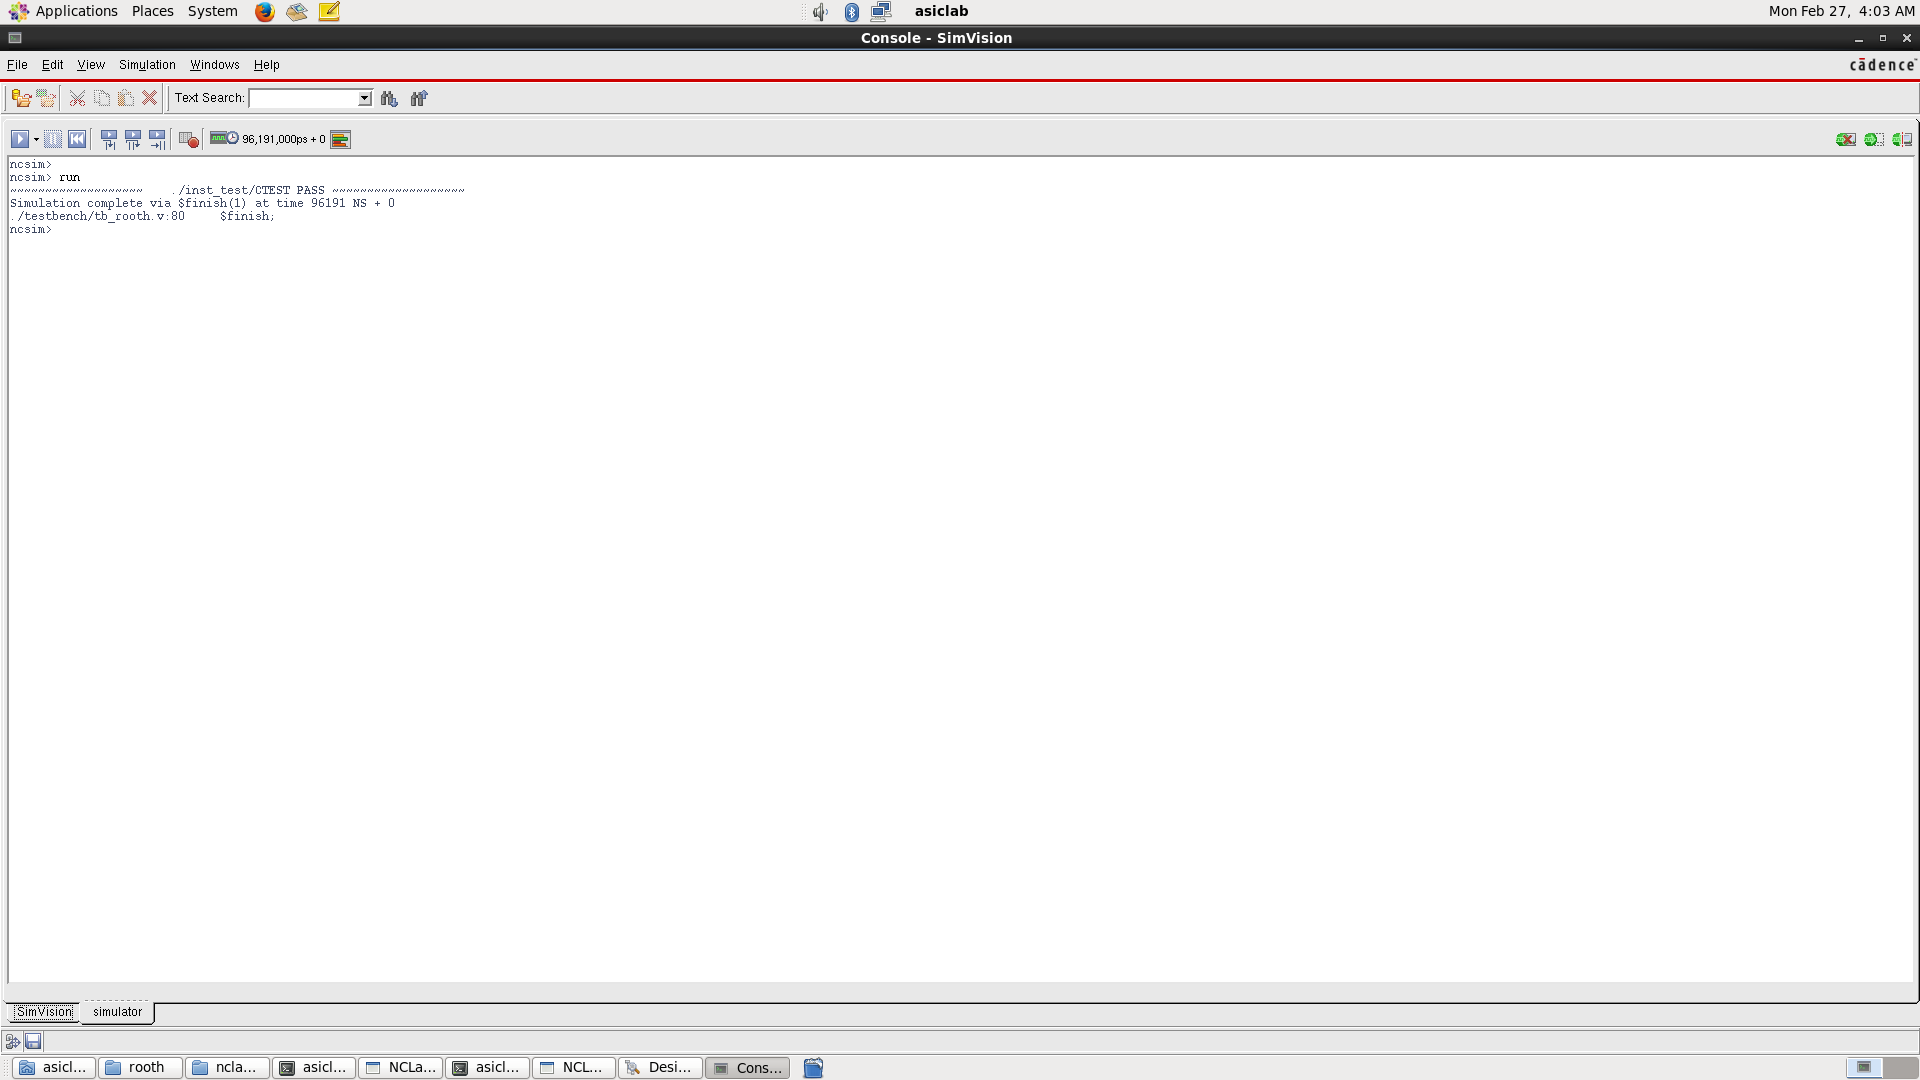 Applications Places System asiclab Mon Feb 27, 4:03 AM
Console - SimVision
File Edit View Simulation Windows Help cādence
Text Search:
96,191,000ps + 0
ncsim>
ncsim> run
~~~~~~~~~~~~~~~~~~~ ./inst_test/CTEST PASS ~~~~~~~~~~~~~~~~~~~
Simulation complete via $finish(1) at time 96191 NS + 0
./testbench/tb_rooth.v:80 $finish;
ncsim>
SimVision simulator
asicl... rooth ncla... asicl... NCLa... asicl... NCL... Desi... Cons...